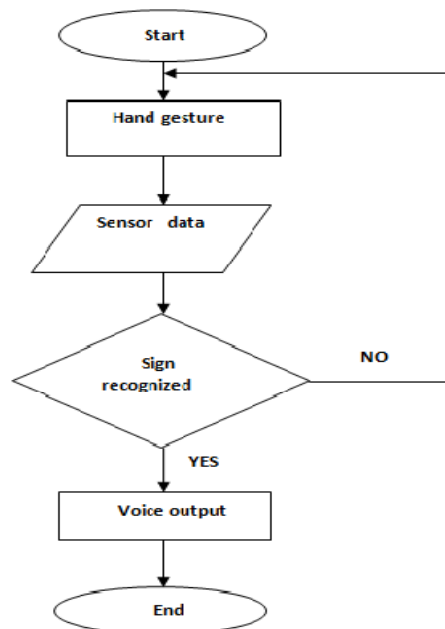 Start
Hand gesture
Sensor data
Sign
recognized
NO
YES
Voice output
End